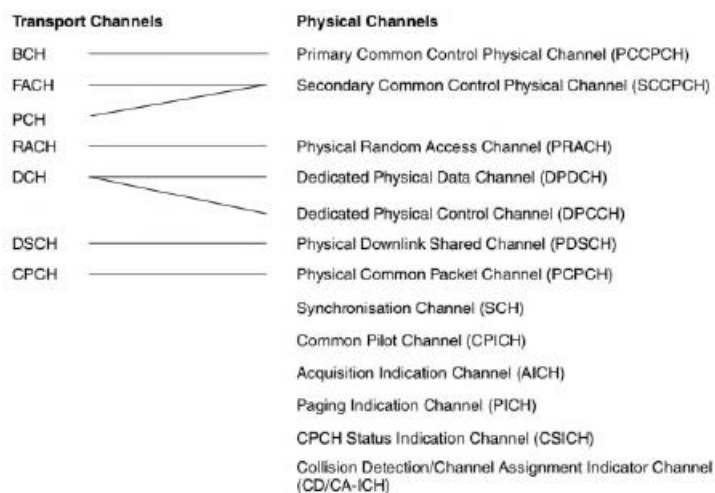 Transport Channels Physical Channels
BCH Primary Common Control Physical Channel (PCCPCH)
FACH Secondary Common Control Physical Channel (SCCPCH)
PCH
RACH Physical Random Access Channel (PRACH)
DCH Dedicated Physical Data Channel (DPDCH)
Dedicated Physical Control Channel (DPCCH)
DSCH Physical Downlink Shared Channel (PDSCH)
CPCH Physical Common Packet Channel (PCPCH)
Synchronisation Channel (SCH)
Common Pilot Channel (CPICH)
Acquisition Indication Channel (AICH)
Paging Indication Channel (PICH)
CPCH Status Indication Channel (CSICH)
Collision Detection/Channel Assignment Indicator Channel
(CD/CA-ICH)